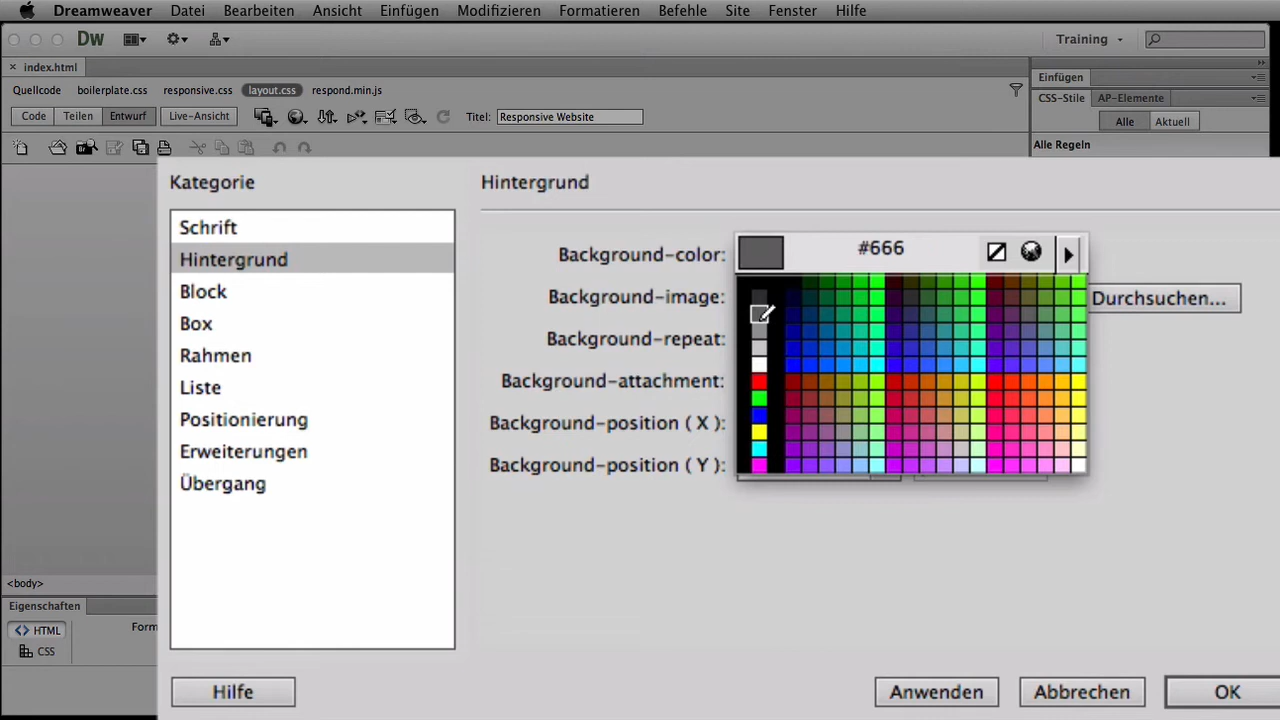 Dreamweaver Datei Bearbeiten Ansicht Einfügen Modifizieren Formatieren Befehle Site Fenster Hilfe
Dw Training
index.html
Quellcode boilerplate.css responsive.css layout.css respond.min.js
Code Teilen Entwurf Live-Ansicht Titel: Responsive Website
Einfügen
CSS-Stile AP-Elemente
Alle Aktuell
Alle Regeln
Kategorie
Schrift
Hintergrund
Block
Box
Rahmen
Liste
Positionierung
Erweiterungen
Übergang
Hintergrund
Background-color: #666
Background-image: Durchsuchen...
Background-repeat:
Background-attachment:
Background-position ( X ):
Background-position ( Y ):
<body>
Eigenschaften
HTML Form
CSS
Hilfe Anwenden Abbrechen OK